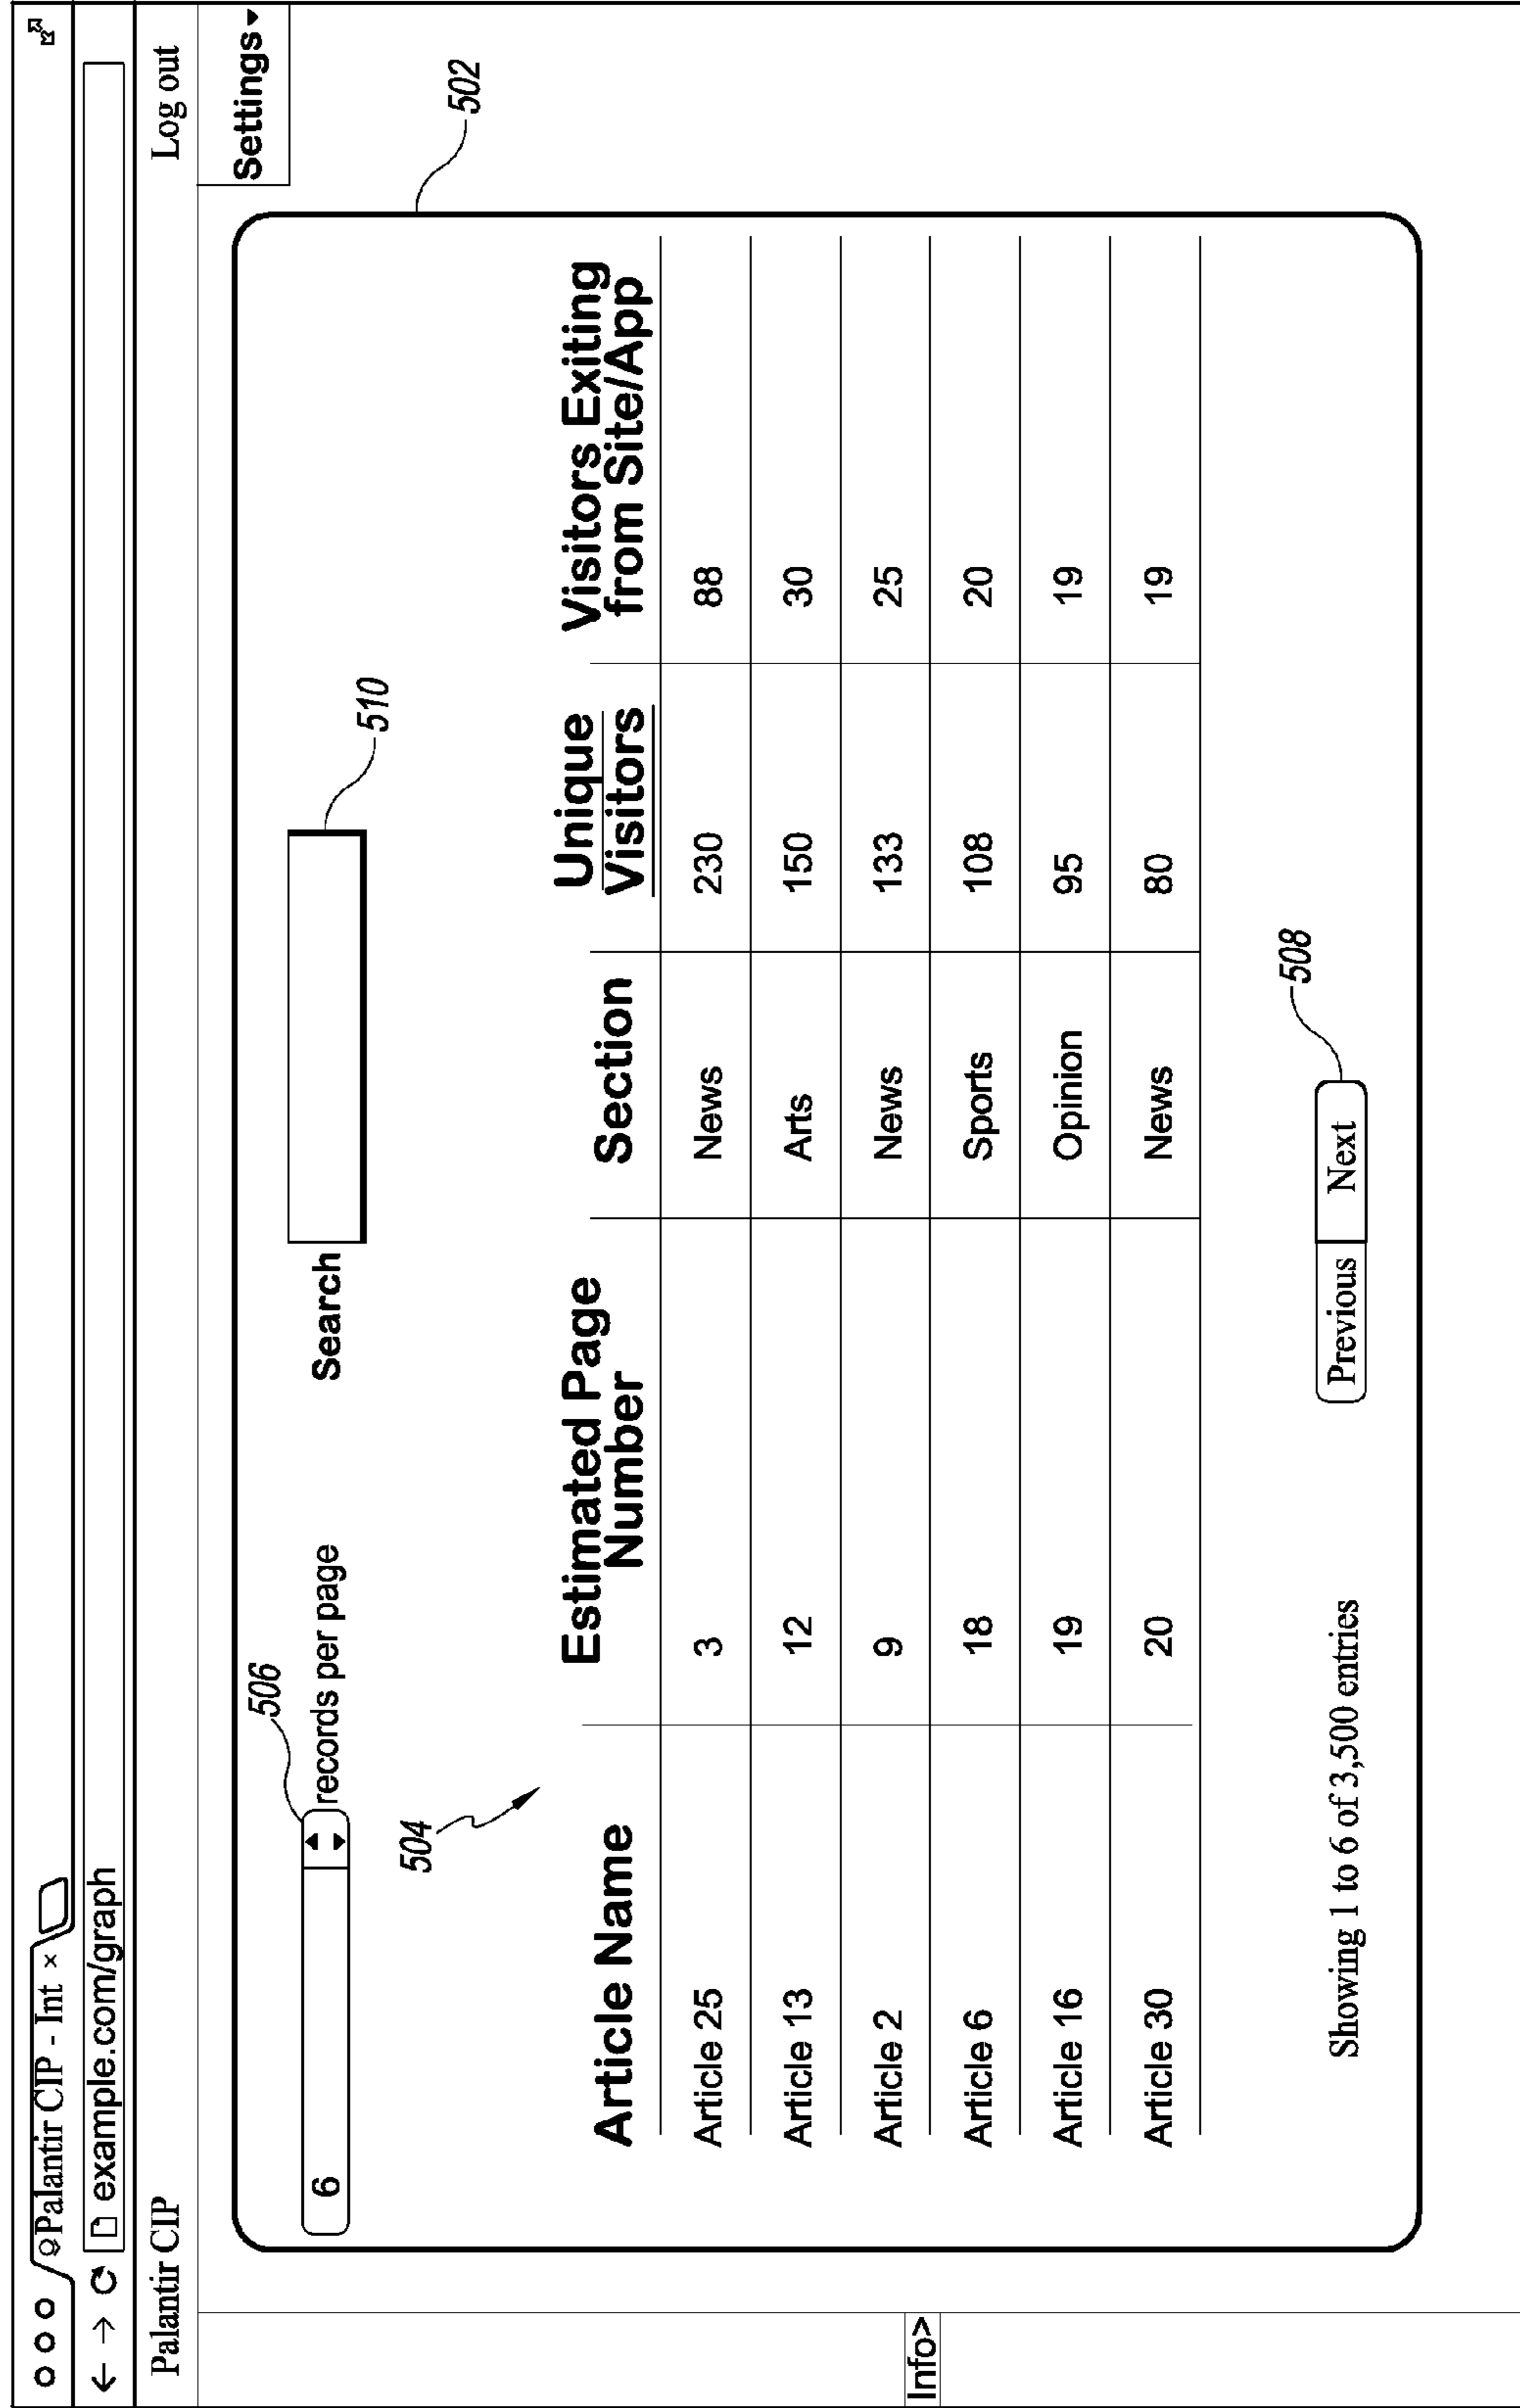 Palantir CIP - Int ×
example.com/graph
Palantir CIP Log out
Settings
502
506
6 records per page Search
510
504
Article Name Estimated Page Number Section Unique Visitors Visitors Exiting from Site/App
Article 25 3 News 230 88
Article 13 12 Arts 150 30
Article 2 9 News 133 25
Article 6 18 Sports 108 20
Article 16 19 Opinion 95 19
Article 30 20 News 80 19
Info>
508
Showing 1 to 6 of 3,500 entries Previous Next